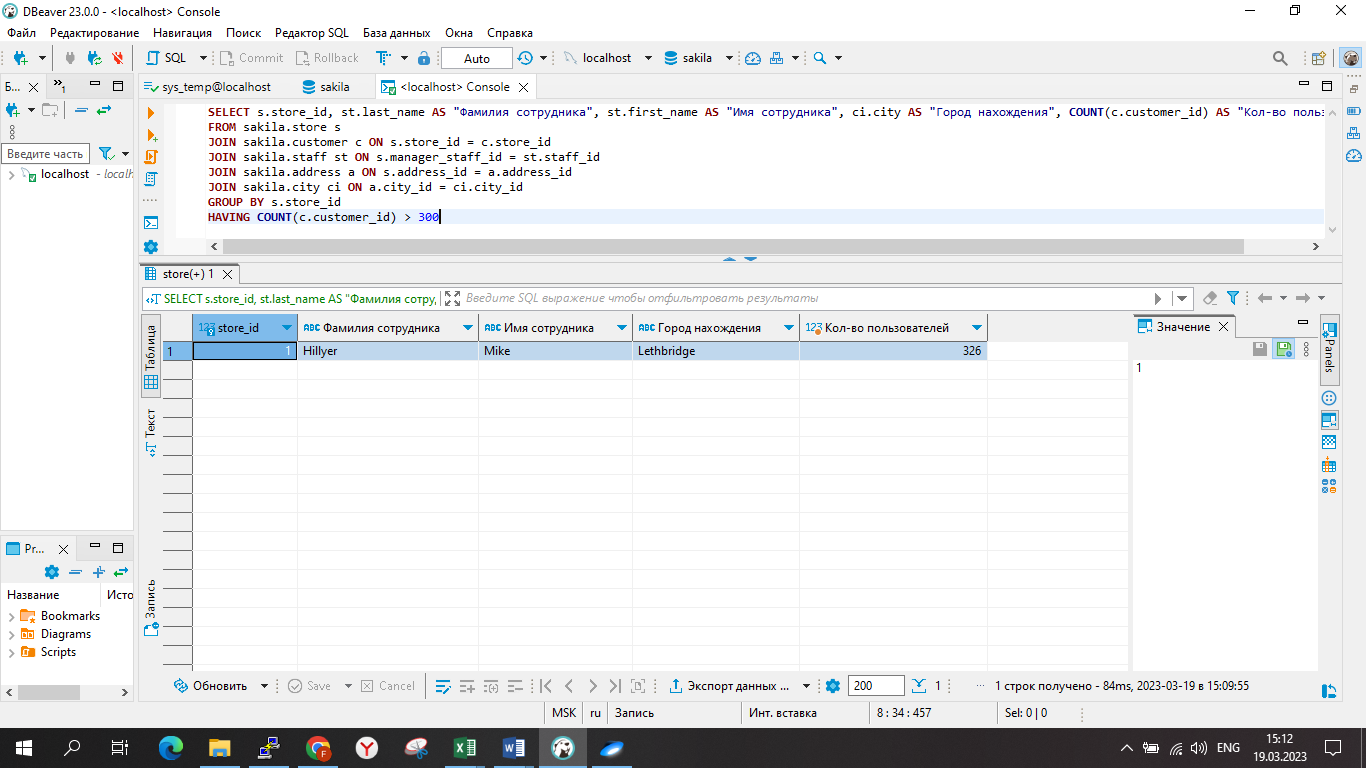 DBeaver 23.0.0 - <localhost> Console
Файл Редактирование Навигация Поиск Редактор SQL База данных Окна Справка
SQL Commit Rollback Auto localhost sakila
Б... »1 sys_temp@localhost sakila <localhost> Console
Введите часть
localhost - localh
SELECT s.store_id, st.last_name AS "Фамилия сотрудника", st.first_name AS "Имя сотрудника", ci.city AS "Город нахождения", COUNT(c.customer_id) AS "Кол-во польз
FROM sakila.store s
JOIN sakila.customer c ON s.store_id = c.store_id
JOIN sakila.staff st ON s.manager_staff_id = st.staff_id
JOIN sakila.address a ON s.address_id = a.address_id
JOIN sakila.city ci ON a.city_id = ci.city_id
GROUP BY s.store_id
HAVING COUNT(c.customer_id) > 300
store(+) 1
SELECT s.store_id, st.last_name AS "Фамилия сотру, Введите SQL выражение чтобы отфильтровать результаты
Таблица
Текст
Запись
123 store_id ABC Фамилия сотрудника ABC Имя сотрудника ABC Город нахождения 123 Кол-во пользователей
1 1 Hillyer Mike Lethbridge 326
Значение
1
Panels
Pr...
Название Исто
Bookmarks
Diagrams
Scripts
Обновить Save Cancel Экспорт данных ... 200 1 1 строк получено - 84ms, 2023-03-19 в 15:09:55
MSK ru Запись Инт. вставка 8 : 34 : 457 Sel: 0 | 0
ENG 15:12
19.03.2023